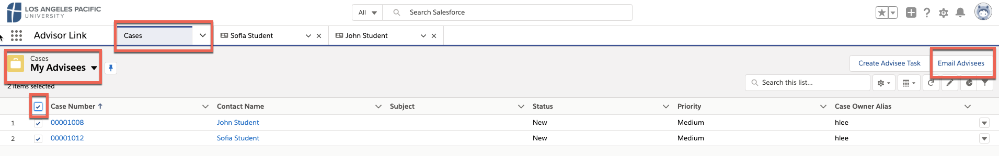 LOS ANGELES PACIFIC
UNIVERSITY
All
Search Salesforce
Advisor Link
Cases
Sofia Student
John Student
Cases
My Advisees
Create Advisee Task
Email Advisees
2 items selected
Search this list...
Case Number Contact Name Subject Status Priority Case Owner Alias
1 00001008 John Student New Medium hlee
2 00001012 Sofia Student New Medium hlee